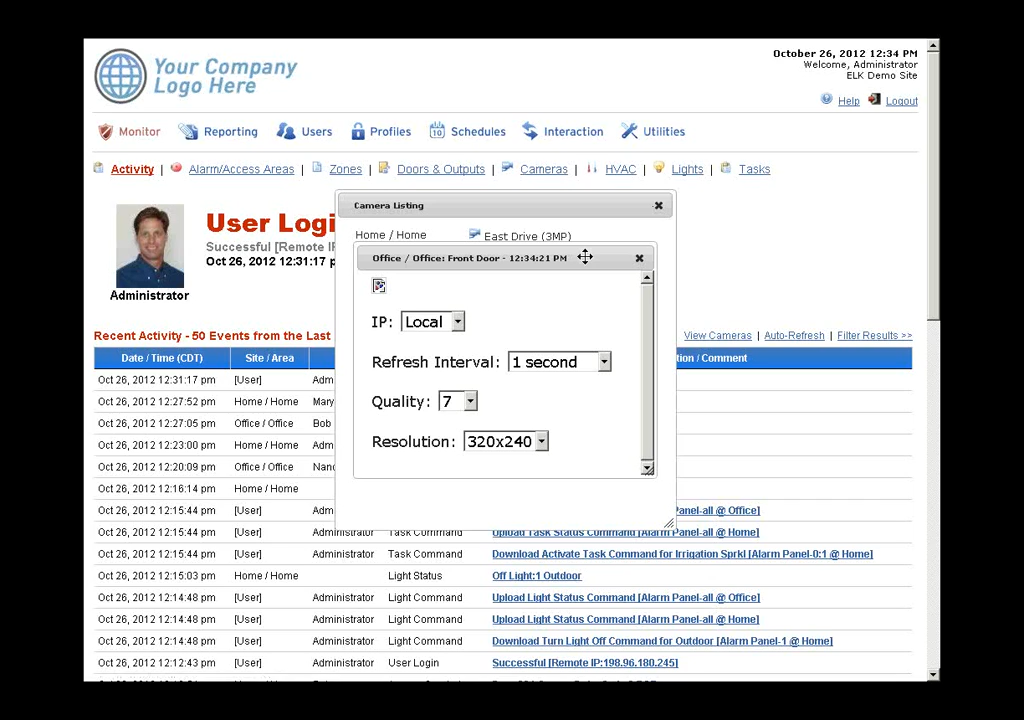 Your Company
Logo Here
October 26, 2012 12:34 PM
Welcome, Administrator
ELK Demo Site
Help Logout
Monitor Reporting Users Profiles Schedules Interaction Utilities
Activity | Alarm/Access Areas | Zones | Doors & Outputs | Cameras | HVAC | Lights | Tasks
Camera Listing
Home / Home East Drive (3MP)
Office / Office: Front Door - 12:34:21 PM
IP: Local
Refresh Interval: 1 second
Quality: 7
Resolution: 320x240
User Logi
Successful [Remote
Oct 26, 2012 12:31:17 p
Administrator
Recent Activity - 50 Events from the Last View Cameras | Auto-Refresh | Filter Results >>
Date / Time (CDT) Site / Area / Comment
Oct 26, 2012 12:31:17 pm [User] Adm
Oct 26, 2012 12:27:52 pm Home / Home Mary
Oct 26, 2012 12:27:05 pm Office / Office Bob
Oct 26, 2012 12:23:00 pm Home / Home Adm
Oct 26, 2012 12:20:09 pm Office / Office Nanc
Oct 26, 2012 12:16:14 pm Home / Home
Oct 26, 2012 12:15:44 pm [User] Panel-all @ Office]
Oct 26, 2012 12:15:44 pm [User] Administrator Task Command Upload Task Status Command [Alarm Panel-all @ Home]
Oct 26, 2012 12:15:44 pm [User] Administrator Task Command Download Activate Task Command for Irrigation Sprkl [Alarm Panel-0:1 @ Home]
Oct 26, 2012 12:15:03 pm Home / Home Light Status Off Light:1 Outdoor
Oct 26, 2012 12:14:48 pm [User] Administrator Light Command Upload Light Status Command [Alarm Panel-all @ Office]
Oct 26, 2012 12:14:48 pm [User] Administrator Light Command Upload Light Status Command [Alarm Panel-all @ Home]
Oct 26, 2012 12:14:48 pm [User] Administrator Light Command Download Turn Light Off Command for Outdoor [Alarm Panel-1 @ Home]
Oct 26, 2012 12:12:43 pm [User] Administrator User Login Successful [Remote IP:198.96.180.245]